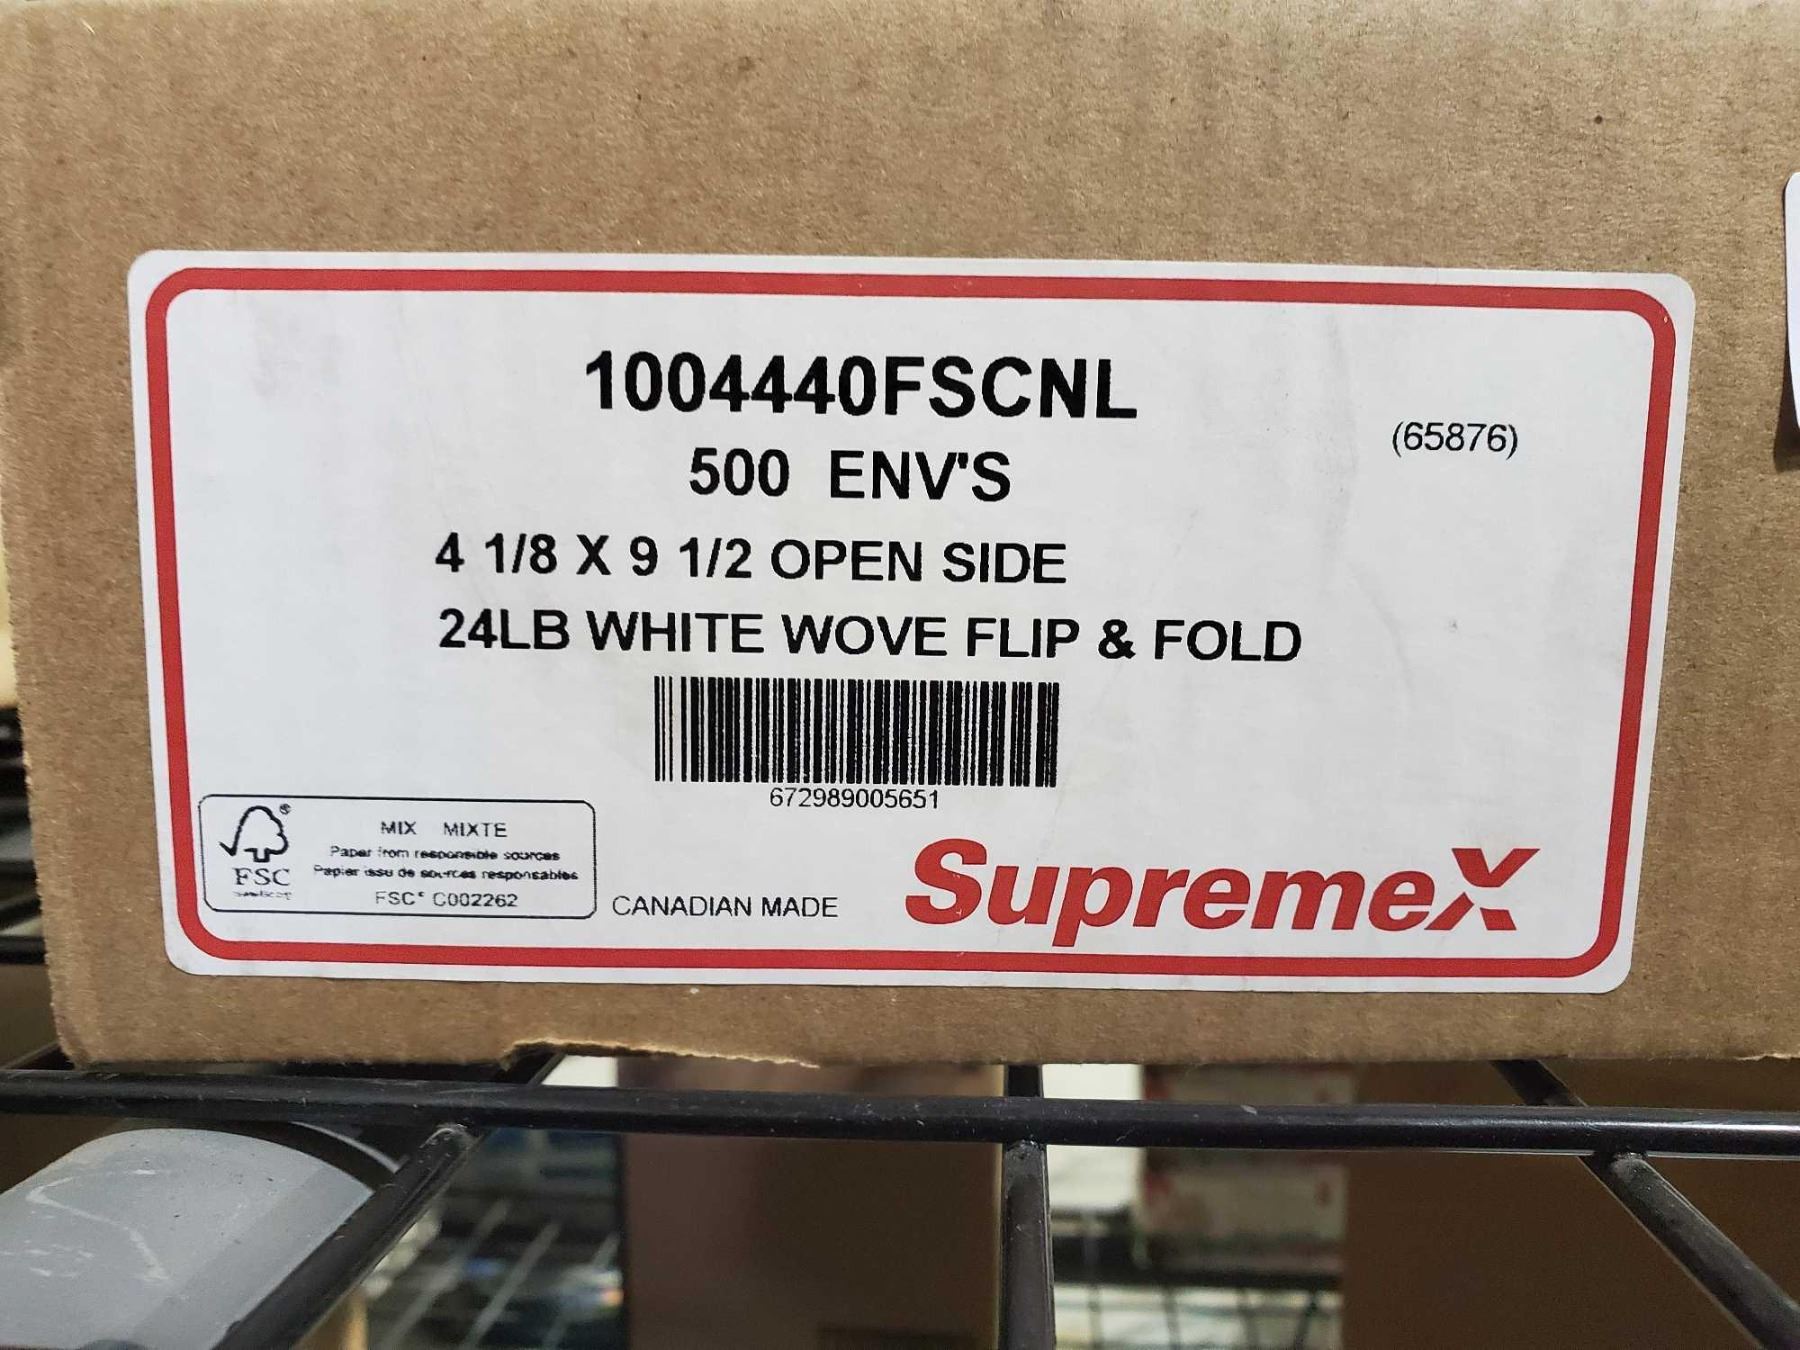 1004440FSCNL
(65876)
500 ENV'S
4 1/8 X 9 1/2 OPEN SIDE
24LB WHITE WOVE FLIP & FOLD
672989005651
®
FSC
MIX MIXTE
Paper from responsible sources
Papier issu de sources responsables
FSC® C002262
CANADIAN MADE
Supremex